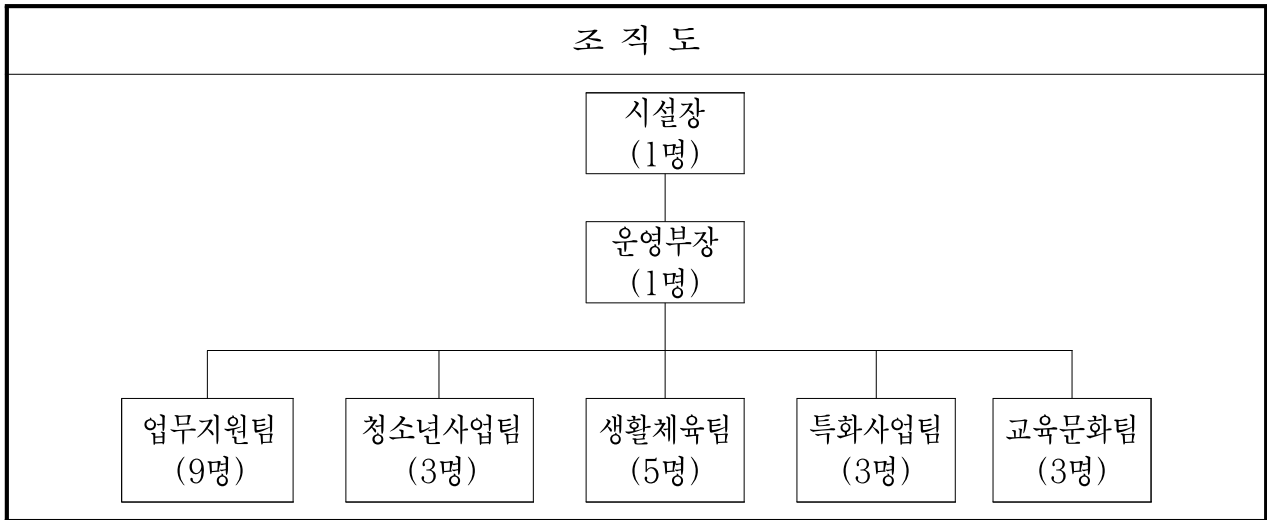 조 직 도
시설장
(1명)
운영부장
(1명)
업무지원팀
(9명)
청소년사업팀
(3명)
생활체육팀
(5명)
특화사업팀
(3명)
교육문화팀
(3명)